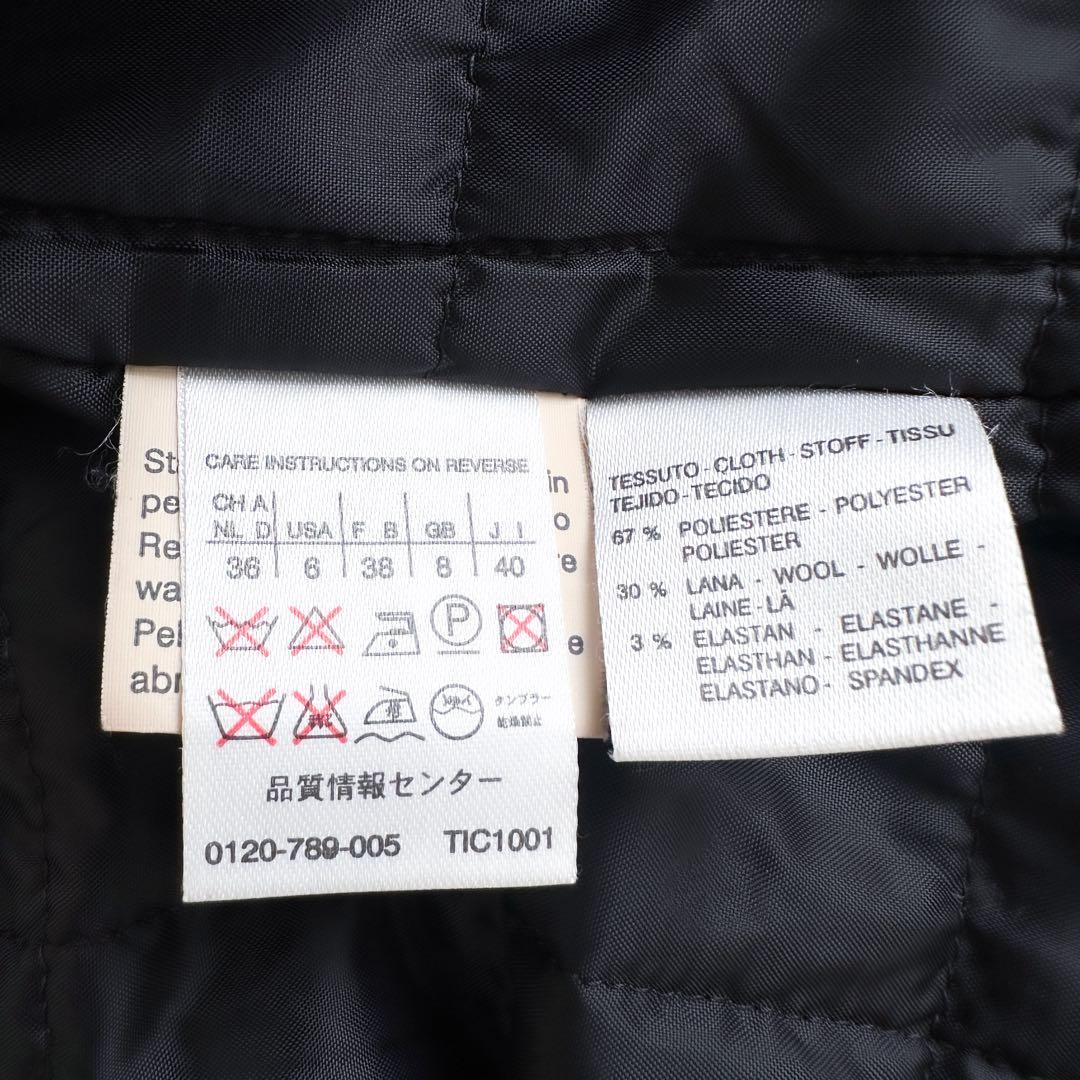 CARE INSTRUCTIONS ON REVERSE
CH A
NL D USA F B GB J I
36 6 38 8 40
P
タンブラー
乾燥禁止
品質情報センター
0120-789-005 TIC1001
TESSUTO - CLOTH - STOFF - TISSU
TEJIDO - TECIDO
67 % POLIESTERE - POLYESTER
POLIESTER
30 % LANA - WOOL - WOLLE -
LAINE - LÃ
3 % ELASTAN - ELASTANE -
ELASTHAN - ELASTHANNE
ELASTANO - SPANDEX